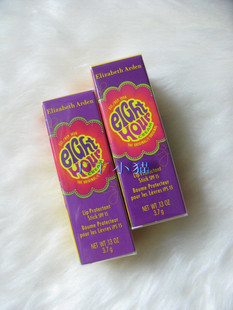 Elizabeth Arden
eight
hour
Lip Protectant
Stick SPF 15
Baume Protecteur
pour les Lèvres SPF 15
NET WT. .13 OZ
3.7 g
Elizabeth Arden
eight
hour
Lip Protectant
Stick SPF 15
Baume Protecteur
pour les Lèvres SPF 15
NET WT. .13 OZ
3.7 g